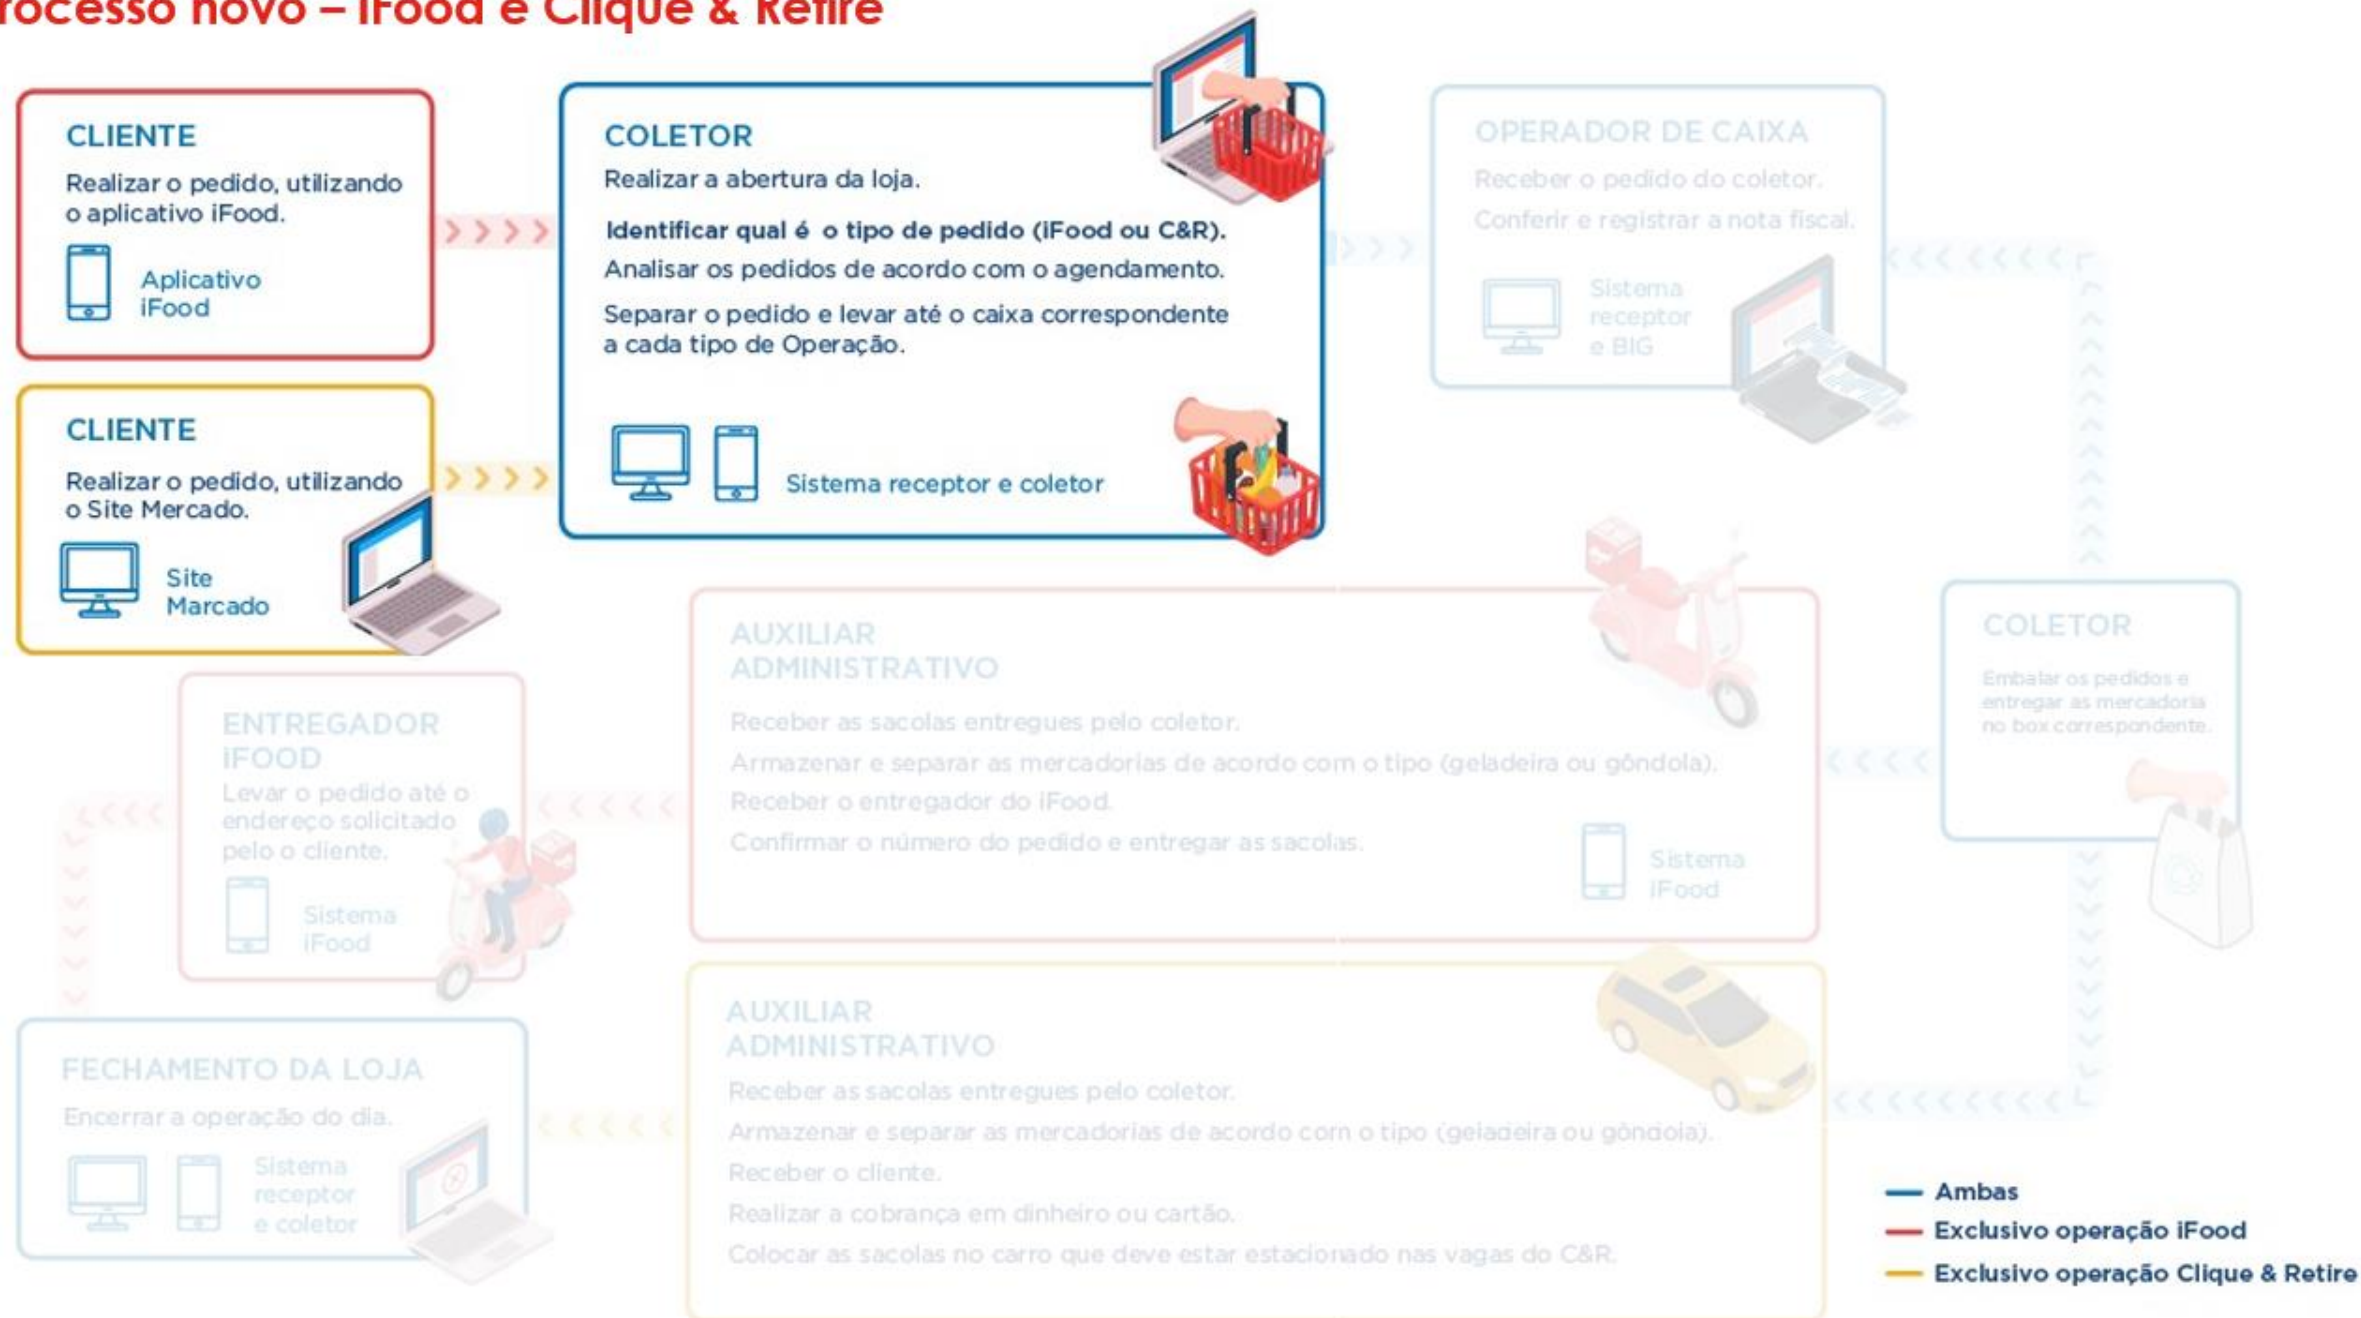 rocesso novo – iFood e Clique & Retire
CLIENTE
Realizar o pedido, utilizando
o aplicativo iFood.
Aplicativo
iFood
CLIENTE
Realizar o pedido, utilizando
o Site Mercado.
Site
Marcado
COLETOR
Realizar a abertura da loja.
Identificar qual é o tipo de pedido (iFood ou C&R).
Analisar os pedidos de acordo com o agendamento.
Separar o pedido e levar até o caixa correspondente
a cada tipo de Operação.
Sistema receptor e coletor
OPERADOR DE CAIXA
Receber o pedido do coletor.
Conferir e registrar a nota fiscal.
Sistema
receptor
e BIG
COLETOR
Embalar os pedidos e
entregar as mercadoria
no box correspondente.
AUXILIAR
ADMINISTRATIVO
Receber as sacolas entregues pelo coletor.
Armazenar e separar as mercadorias de acordo com o tipo (geladeira ou gôndola).
Receber o entregador do iFood.
Confirmar o número do pedido e entregar as sacolas.
Sistema
iFood
ENTREGADOR
iFOOD
Levar o pedido até o
endereço solicitado
pelo o cliente.
Sistema
iFood
AUXILIAR
ADMINISTRATIVO
Receber as sacolas entregues pelo coletor.
Armazenar e separar as mercadorias de acordo com o tipo (geladeira ou gôndola).
Receber o cliente.
Realizar a cobrança em dinheiro ou cartão.
Colocar as sacolas no carro que deve estar estacionado nas vagas do C&R.
FECHAMENTO DA LOJA
Encerrar a operação do dia.
Sistema
receptor
e coletor
Ambas
Exclusivo operação iFood
Exclusivo operação Clique & Retire